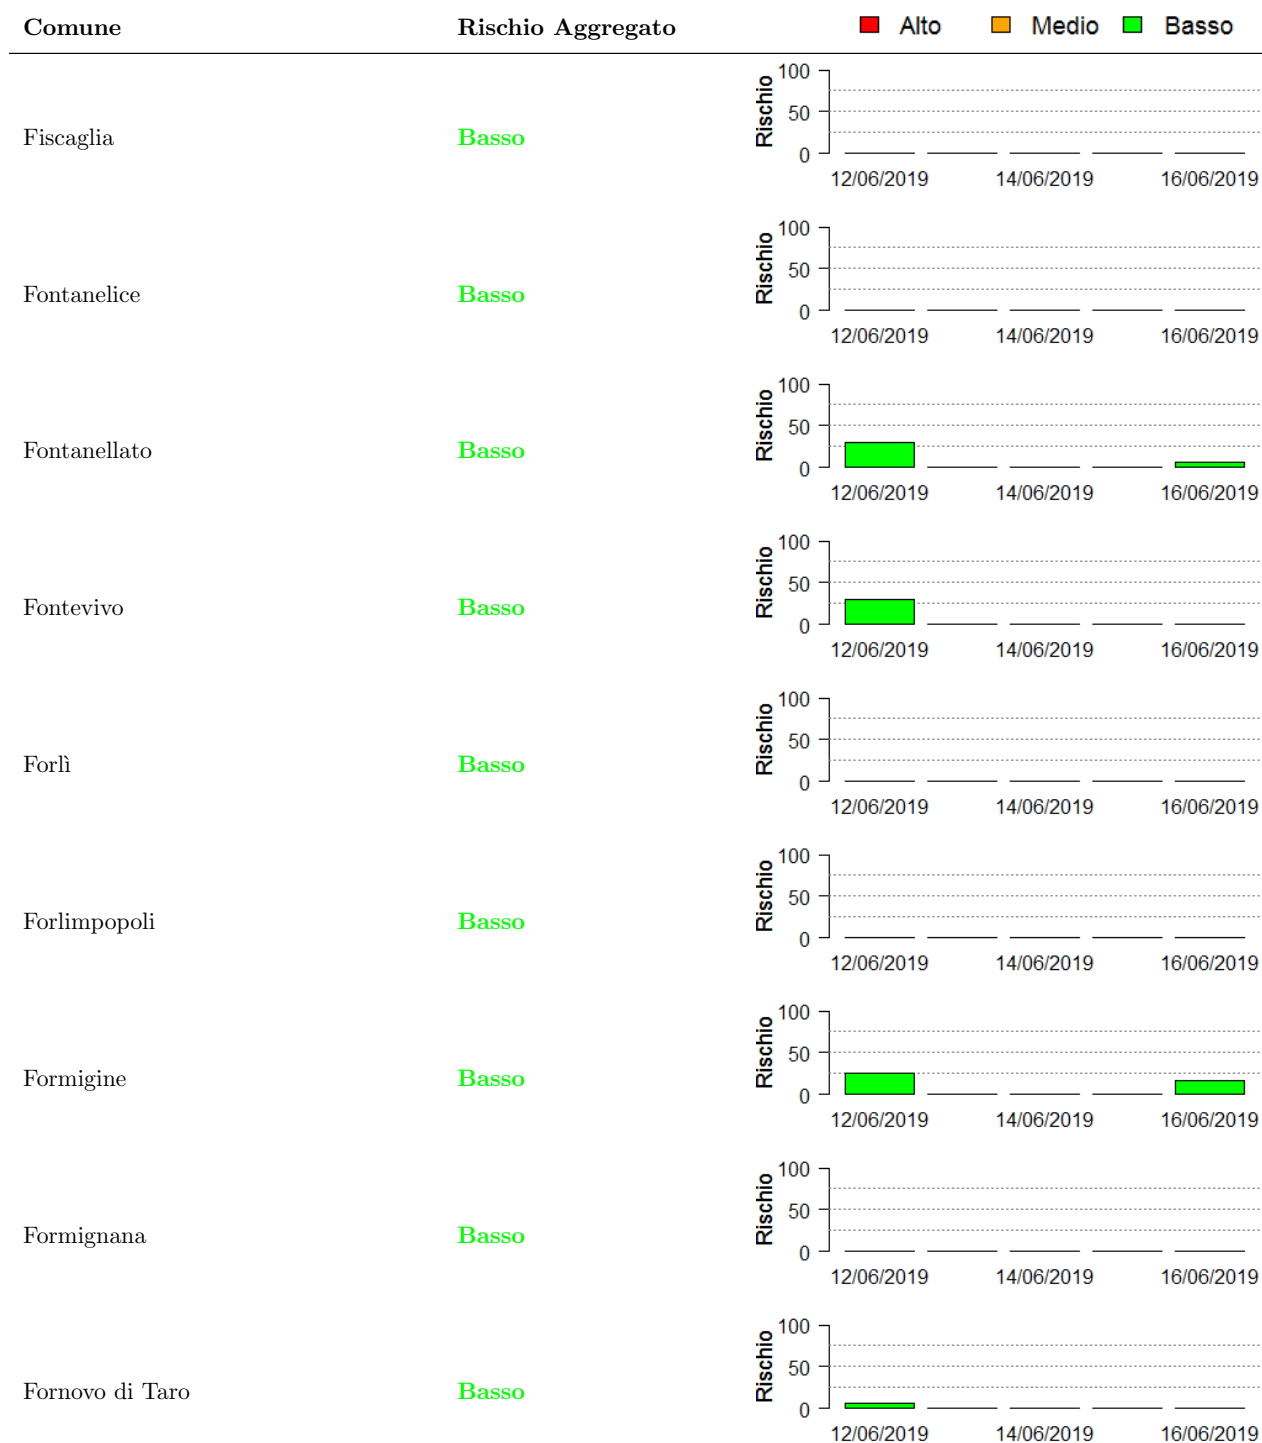 Comune Rischio Aggregato Alto Medio Basso
Fiscaglia Basso
Rischio
100
50
0
12/06/2019 14/06/2019 16/06/2019
Fontanelice Basso
Rischio
100
50
0
12/06/2019 14/06/2019 16/06/2019
Fontanellato Basso
Rischio
100
50
0
12/06/2019 14/06/2019 16/06/2019
Fontevivo Basso
Rischio
100
50
0
12/06/2019 14/06/2019 16/06/2019
Forlì Basso
Rischio
100
50
0
12/06/2019 14/06/2019 16/06/2019
Forlimpopoli Basso
Rischio
100
50
0
12/06/2019 14/06/2019 16/06/2019
Formigine Basso
Rischio
100
50
0
12/06/2019 14/06/2019 16/06/2019
Formignana Basso
Rischio
100
50
0
12/06/2019 14/06/2019 16/06/2019
Fornovo di Taro Basso
Rischio
100
50
0
12/06/2019 14/06/2019 16/06/2019